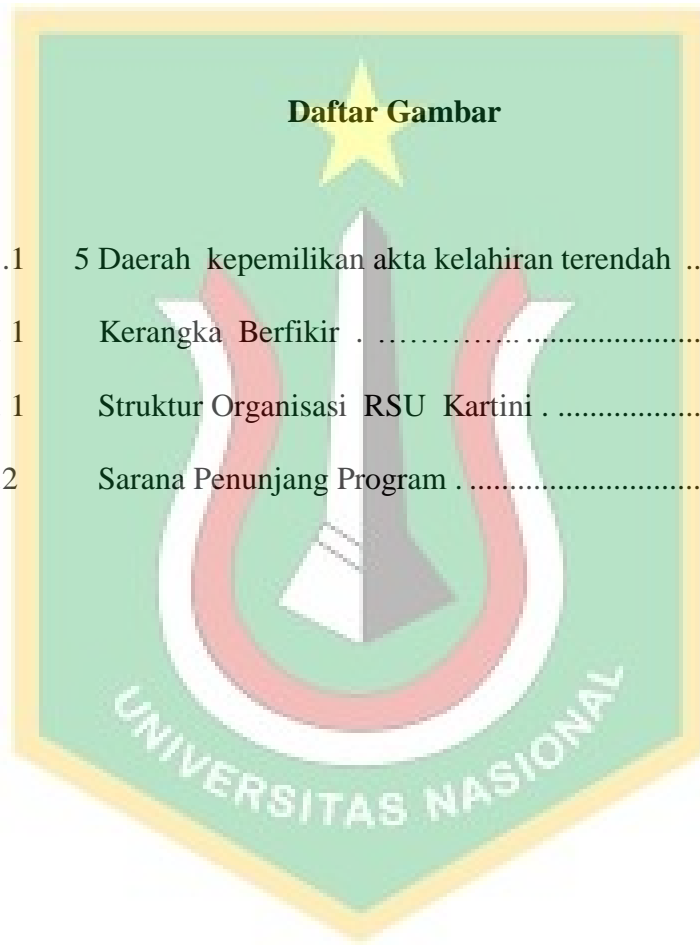 Daftar Gambar
.1 5 Daerah kepemilikan akta kelahiran terendah ..
1 Kerangka Berfikir . .................................
1 Struktur Organisasi RSU Kartini . ..................
2 Sarana Penunjang Program . .............................
UNIVERSITAS NASIONAL